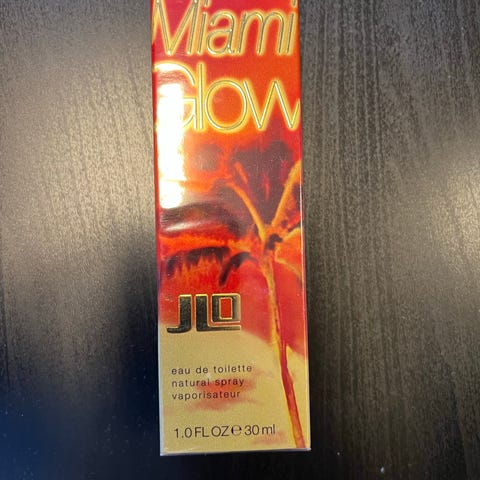 Miami
Glow
JLO
eau de toilette
natural spray
vaporisateur
1.0 FL OZ ℮ 30 ml